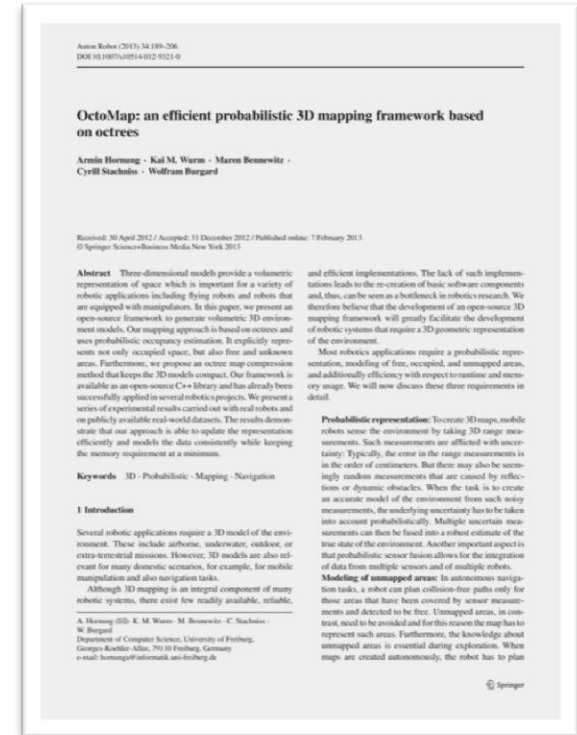 Auton Robot (2013) 34:189–206
DOI 10.1007/s10514-012-9321-0
OctoMap: an efficient probabilistic 3D mapping framework based
on octrees
Armin Hornung · Kai M. Wurm · Maren Bennewitz ·
Cyrill Stachniss · Wolfram Burgard
Received: 30 April 2012 / Accepted: 31 December 2012 / Published online: 7 February 2013
© Springer Science+Business Media New York 2013
Abstract Three-dimensional models provide a volumetric
representation of space which is important for a variety of
robotic applications including flying robots and robots that
are equipped with manipulators. In this paper, we present an
open-source framework to generate volumetric 3D environ-
ment models. Our mapping approach is based on octrees and
uses probabilistic occupancy estimation. It explicitly repre-
sents not only occupied space, but also free and unknown
areas. Furthermore, we propose an octree map compression
method that keeps the 3D models compact. Our framework is
available as an open-source C++ library and has already been
successfully applied in several robotics projects. We present a
series of experimental results carried out with real robots and
on publicly available real-world datasets. The results demon-
strate that our approach is able to update the representation
efficiently and models the data consistently while keeping
the memory requirement at a minimum.
Keywords 3D · Probabilistic · Mapping · Navigation
1 Introduction
Several robotic applications require a 3D model of the envi-
ronment. These include airborne, underwater, outdoor, or
extra-terrestrial missions. However, 3D models are also rel-
evant for many domestic scenarios, for example, for mobile
manipulation and also navigation tasks.
Although 3D mapping is an integral component of many
robotic systems, there exist few readily available, reliable,
A. Hornung (✉) · K. M. Wurm · M. Bennewitz · C. Stachniss ·
W. Burgard
Department of Computer Science, University of Freiburg,
Georges-Koehler-Allee, 79110 Freiburg, Germany
e-mail: hornunga@informatik.uni-freiburg.de
and efficient implementations. The lack of such implemen-
tations leads to the re-creation of basic software components
and, thus, can be seen as a bottleneck in robotics research. We
therefore believe that the development of an open-source 3D
mapping framework will greatly facilitate the development
of robotic systems that require a 3D geometric representation
of the environment.
Most robotics applications require a probabilistic repre-
sentation, modeling of free, occupied, and unmapped areas,
and additionally efficiency with respect to runtime and mem-
ory usage. We will now discuss these three requirements in
detail.
Probabilistic representation: To create 3D maps, mobile
robots sense the environment by taking 3D range mea-
surements. Such measurements are afflicted with uncer-
tainty: Typically, the error in the range measurements is
in the order of centimeters. But there may also be seem-
ingly random measurements that are caused by reflec-
tions or dynamic obstacles. When the task is to create
an accurate model of the environment from such noisy
measurements, the underlying uncertainty has to be taken
into account probabilistically. Multiple uncertain mea-
surements can then be fused into a robust estimate of the
true state of the environment. Another important aspect is
that probabilistic sensor fusion allows for the integration
of data from multiple sensors and of multiple robots.
Modeling of unmapped areas: In autonomous naviga-
tion tasks, a robot can plan collision-free paths only for
those areas that have been covered by sensor measure-
ments and detected to be free. Unmapped areas, in con-
trast, need to be avoided and for this reason the map has to
represent such areas. Furthermore, the knowledge about
unmapped areas is essential during exploration. When
maps are created autonomously, the robot has to plan
Springer